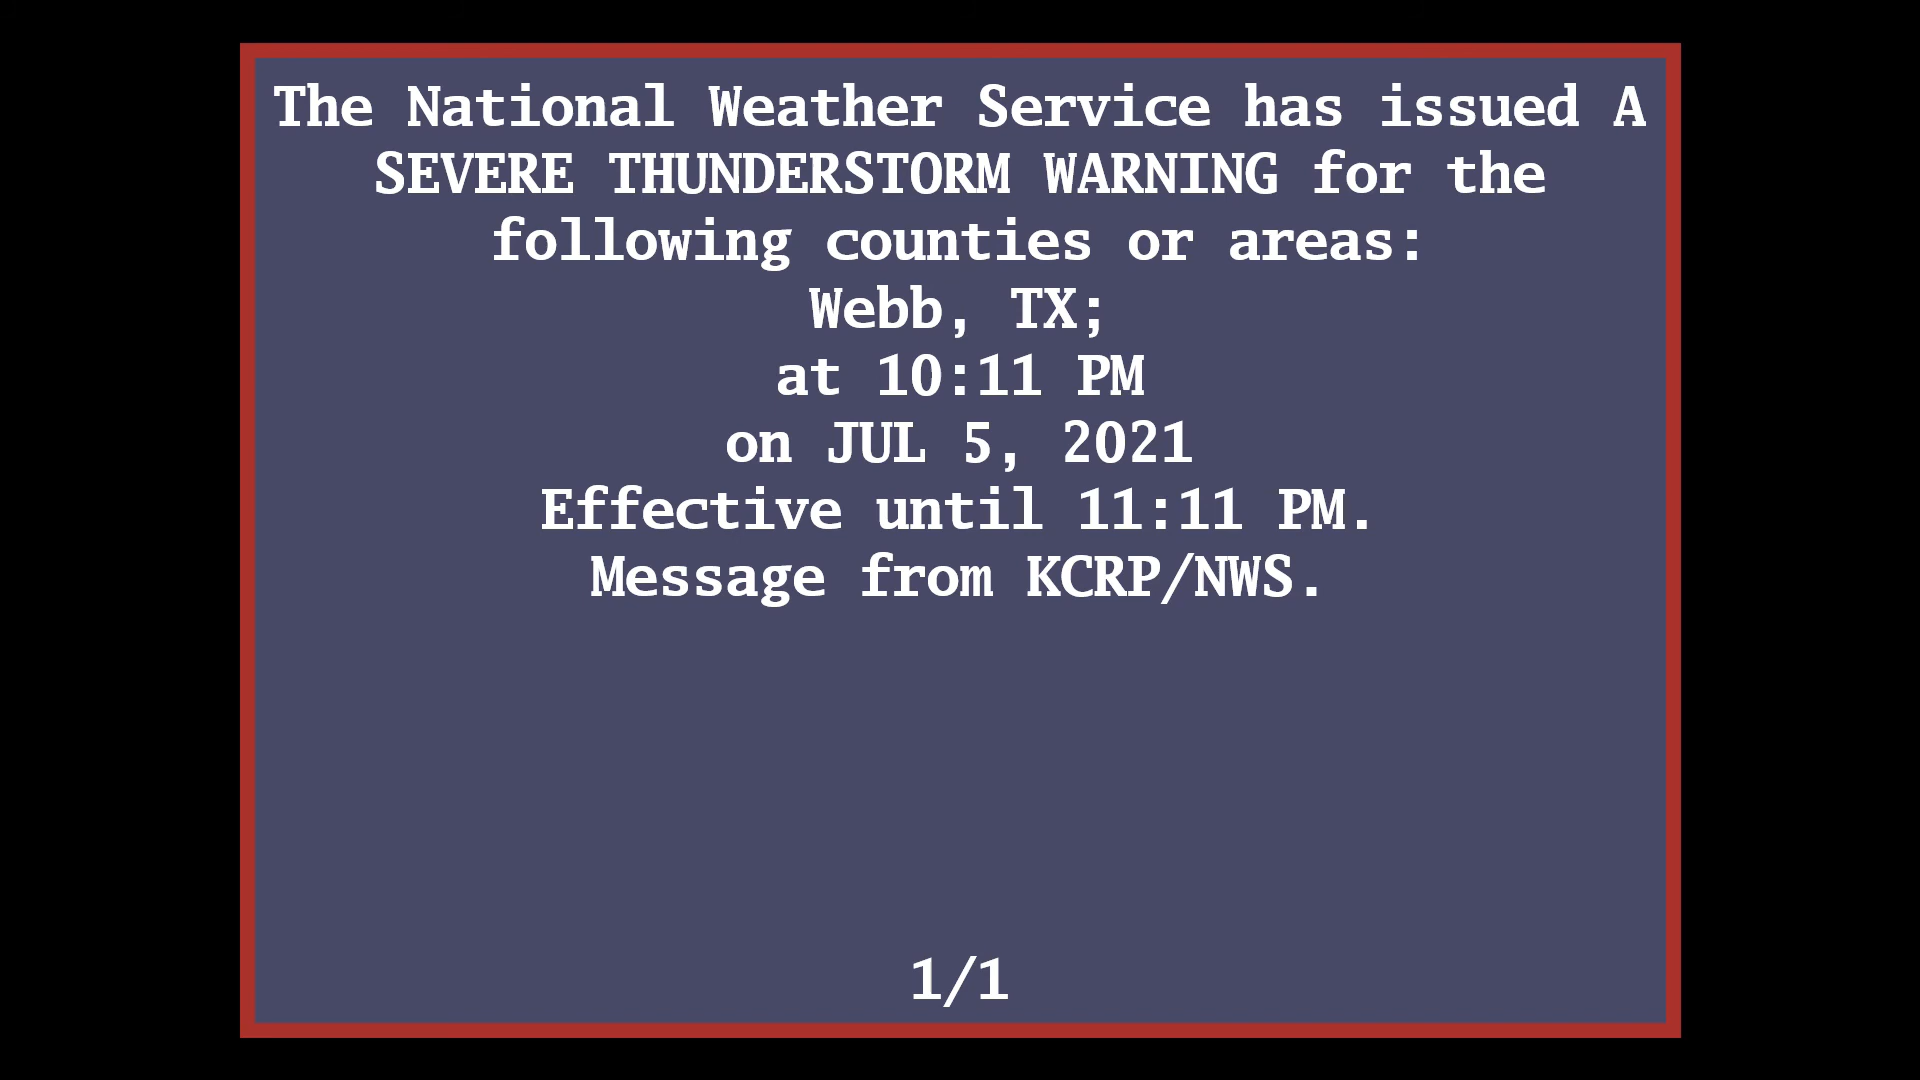 The National Weather Service has issued A
SEVERE THUNDERSTORM WARNING for the
following counties or areas:
Webb, TX;
at 10:11 PM
on JUL 5, 2021
Effective until 11:11 PM.
Message from KCRP/NWS.
1/1